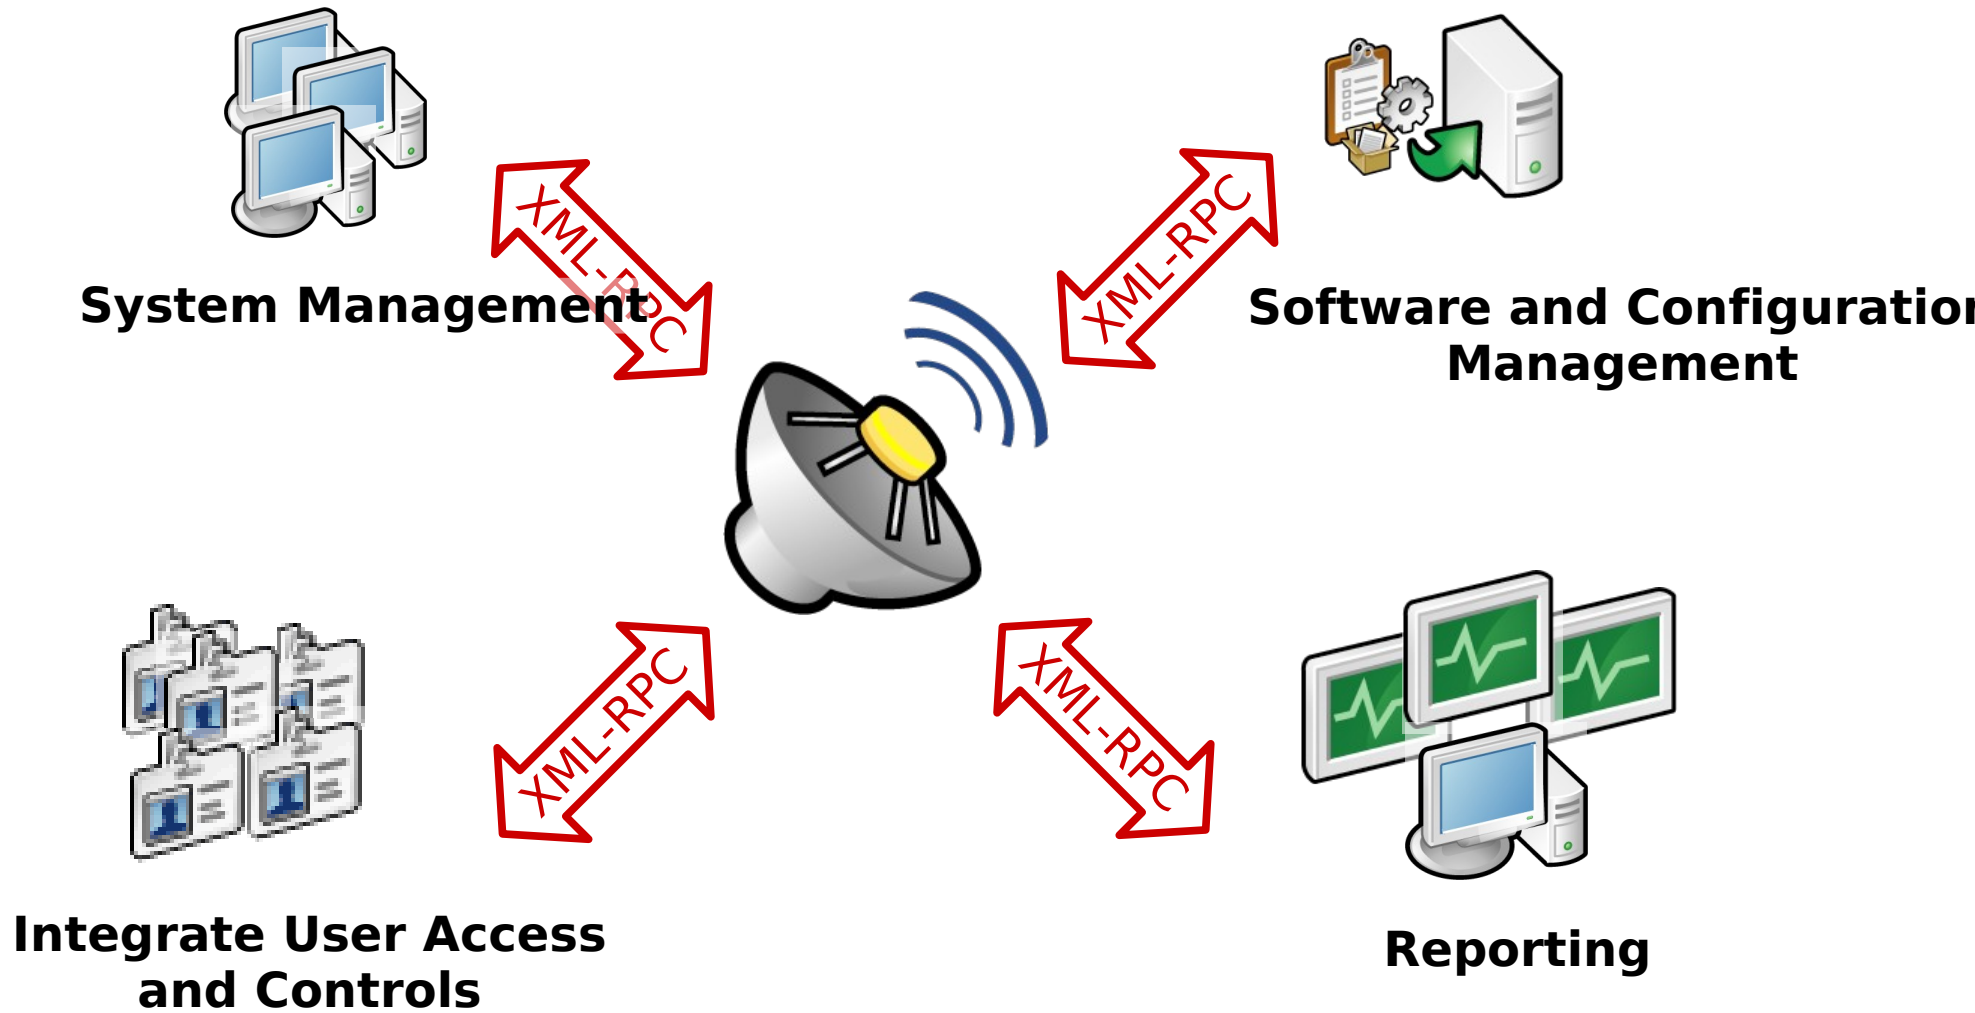 XML-RPC
XML-RPC
System Management
Software and Configuration
Management
XML-RPC
XML-RPC
Integrate User Access
and Controls
Reporting